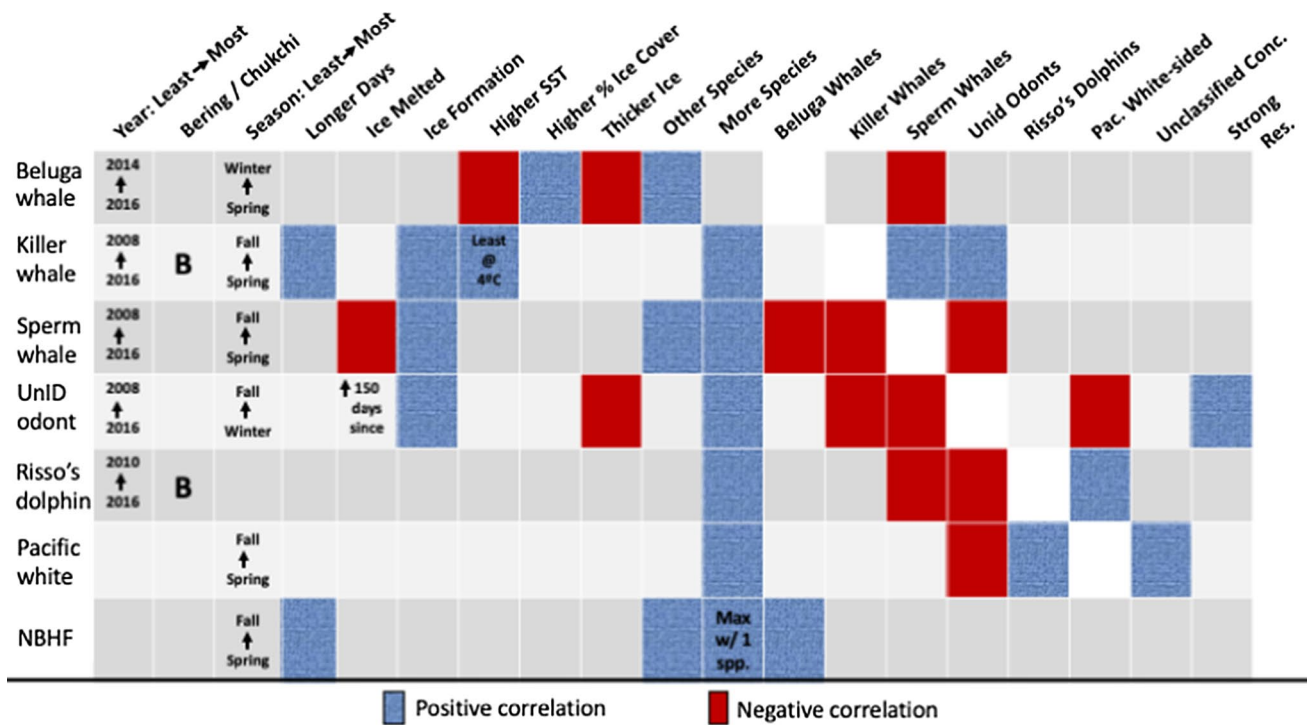 Year: Least → Most
Bering / Chukchi
Season: Least → Most
Longer Days
Ice Melted
Ice Formation
Higher SST
Higher % Ice Cover
Thicker Ice
Other Species
More Species
Beluga Whales
Killer Whales
Sperm Whales
Unid Odonts
Risso's Dolphins
Pac. White-sided
Unclassified Conc.
Strong
Res.
Beluga
whale
2014
↑
2016
Winter
↑
Spring
Killer
whale
2008
↑
2016
B
Fall
↑
Spring
Least
@
4ºC
Sperm
whale
2008
↑
2016
Fall
↑
Spring
UnID
odont
2008
↑
2016
Fall
↑
Winter
↑ 150
days
since
Risso's
dolphin
2010
↑
2016
B
Pacific
white
Fall
↑
Spring
NBHF
Fall
↑
Spring
Max
w/ 1
spp.
Positive correlation
Negative correlation